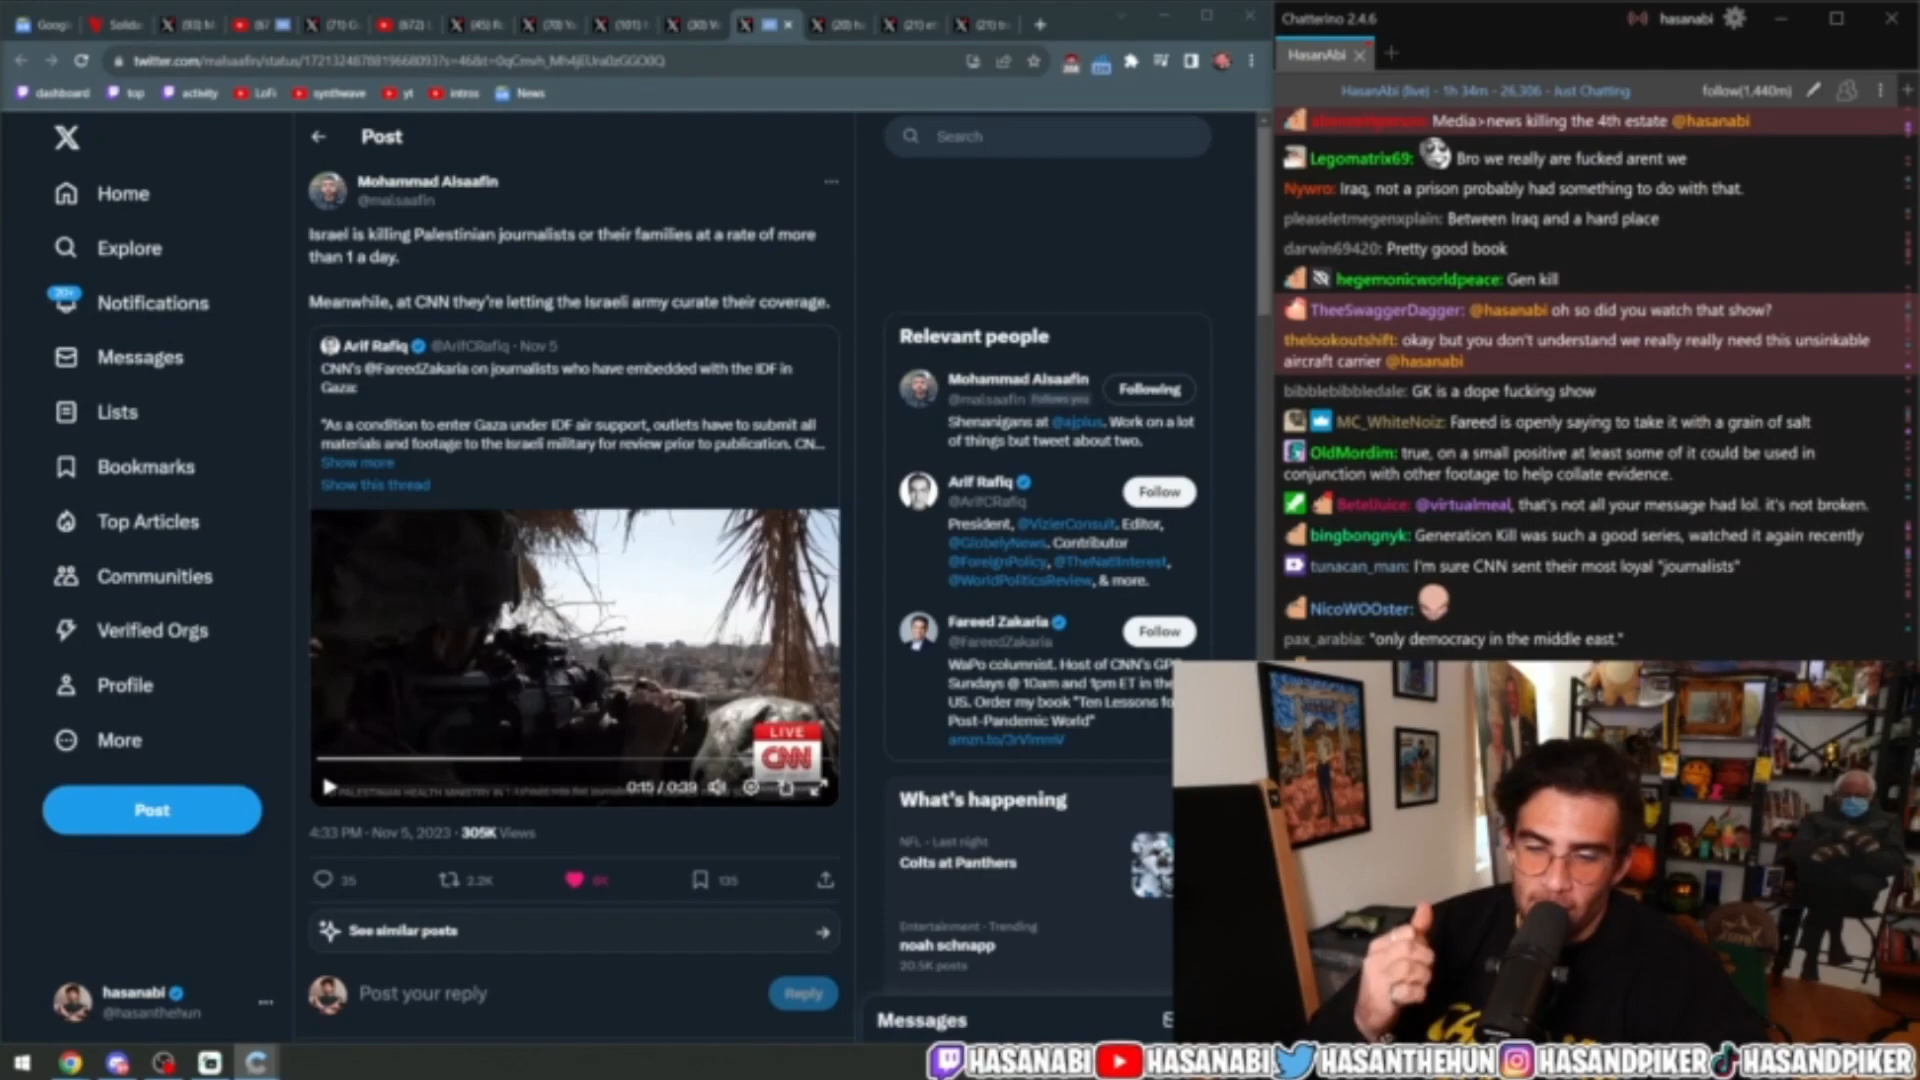 twitter.com/malsaafin/status/
dashboard top activity LoFi synthwave yt intros News
Post
Search
Home
Explore
20+
Notifications
Messages
Lists
Bookmarks
Top Articles
Communities
Verified Orgs
Profile
More
Post
hasanabi
@hasanthehun
Mohammad Alsaafin
@malsaafin
Israel is killing Palestinian journalists or their families at a rate of more
than 1 a day.
Meanwhile, at CNN they're letting the Israeli army curate their coverage.
Arif Rafiq @ArifCRafiq · Nov 5
CNN's @FareedZakaria on journalists who have embedded with the IDF in
Gaza:
"As a condition to enter Gaza under IDF air support, outlets have to submit all
materials and footage to the Israeli military for review prior to publication. CN...
Show more
Show this thread
LIVE
CNN
0:15 / 0:39
4:33 PM · Nov 5, 2023 · 305K Views
35 2.2K 6K 135
See similar posts
Post your reply
Reply
Relevant people
Mohammad Alsaafin
@malsaafin Follows you
Following
Shenanigans at @ajplus. Work on a lot
of things but tweet about two.
Arif Rafiq
@ArifCRafiq
Follow
President, @VizierConsult. Editor,
@GlobelyNews. Contributor
@ForeignPolicy, @TheNatlInterest,
@WorldPoliticsReview, & more.
Fareed Zakaria
@FareedZakaria
Follow
WaPo columnist. Host of CNN's GP
Sundays @ 10am and 1pm ET in the
US. Order my book "Ten Lessons fo
Post-Pandemic World"
What's happening
NFL · Last night
Colts at Panthers
Entertainment · Trending
noah schnapp
20.5K posts
Messages
Chatterino 2.4.6
hasanabi
HasanAbi
HasanAbi (live) - 1h 34m - 26,306 - Just Chatting
follow(1,440m)
Media>news killing the 4th estate @hasanabi
Legomatrix69: Bro we really are fucked arent we
Nywro: Iraq, not a prison probably had something to do with that.
pleaseletmegenxplain: Between Iraq and a hard place
darwin69420: Pretty good book
hegemonicworldpeace: Gen kill
TheeSwaggerDagger: @hasanabi oh so did you watch that show?
thelookoutshift: okay but you don't understand we really really need this unsinkable
aircraft carrier @hasanabi
bibblebibbledale: GK is a dope fucking show
MC_WhiteNoiz: Fareed is openly saying to take it with a grain of salt
OldMordim: true, on a small positive at least some of it could be used in
conjunction with other footage to help collate evidence.
BetelJuice: @virtualmeal, that's not all your message had lol. it's not broken.
bingbongnyk: Generation Kill was such a good series, watched it again recently
tunacan_man: I'm sure CNN sent their most loyal "journalists"
NicoWOOster:
pax_arabia: "only democracy in the middle east."
HASANABI HASANABI HASANTHEHUN HASANDPIKER HASANDPIKER